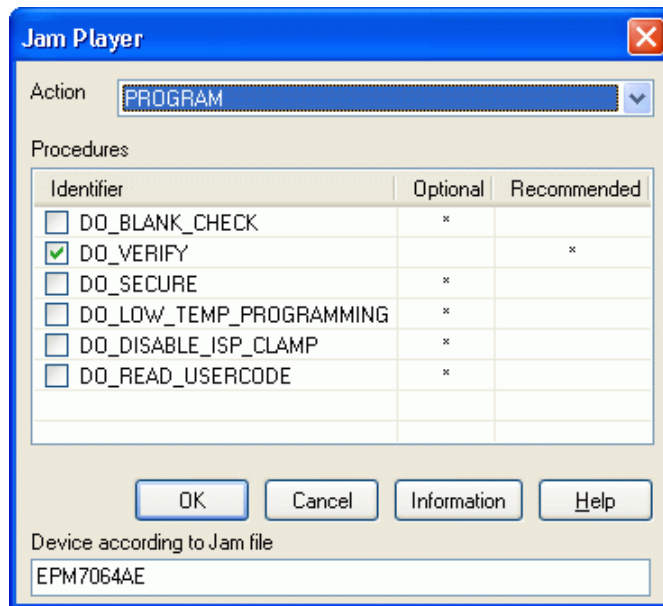 Jam Player
Action PROGRAM
Procedures
Identifier Optional Recommended
DO_BLANK_CHECK *
DO_VERIFY *
DO_SECURE *
DO_LOW_TEMP_PROGRAMMING *
DO_DISABLE_ISP_CLAMP *
DO_READ_USERCODE *
OK Cancel Information Help
Device according to Jam file
EPM7064AE